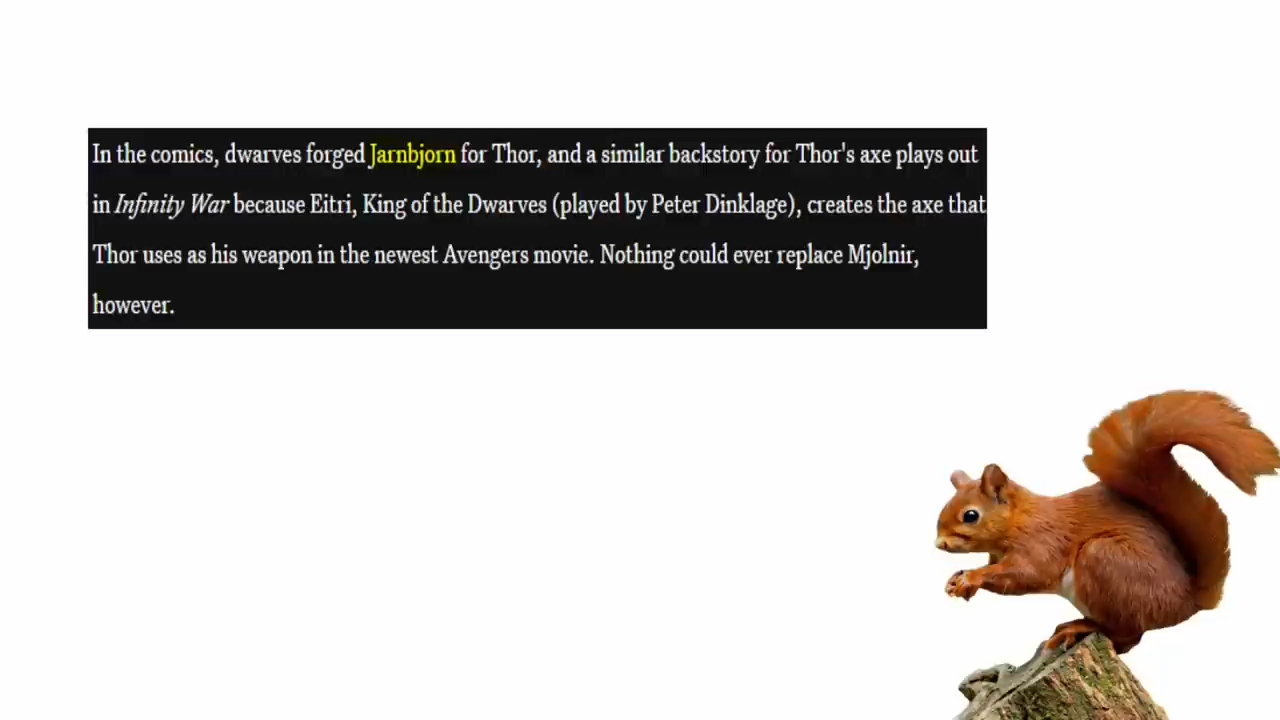 In the comics, dwarves forged Jarnbjorn for Thor, and a similar backstory for Thor's axe plays out
in Infinity War because Eitri, King of the Dwarves (played by Peter Dinklage), creates the axe that
Thor uses as his weapon in the newest Avengers movie. Nothing could ever replace Mjolnir,
however.